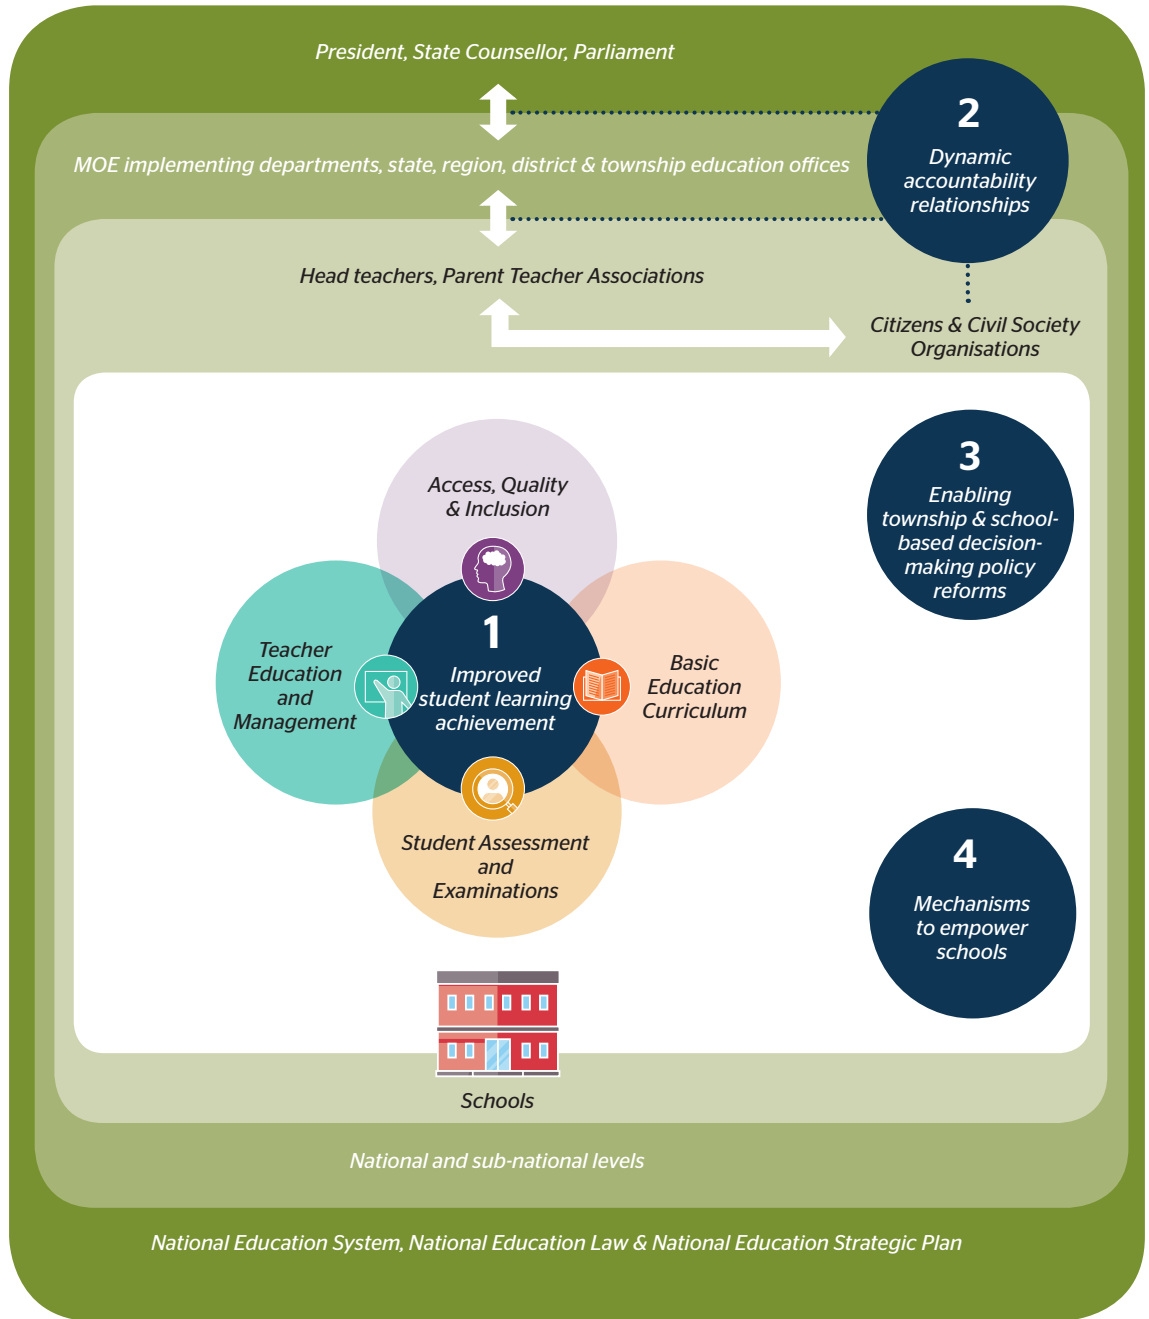 President, State Counsellor, Parliament
2
Dynamic
accountability
relationships
MOE implementing departments, state, region, district & township education offices
Head teachers, Parent Teacher Associations
Citizens & Civil Society
Organisations
Access, Quality
& Inclusion
3
Enabling
township & school-
based decision-
making policy
reforms
Teacher
Education
and
Management
1
Improved
student learning
achievement
Basic
Education
Curriculum
Student Assessment
and
Examinations
4
Mechanisms
to empower
schools
Schools
National and sub-national levels
National Education System, National Education Law & National Education Strategic Plan